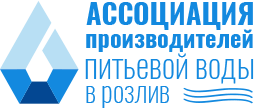 АССОЦИАЦИЯ
производителей
ПИТЬЕВОЙ ВОДЫ
В РОЗЛИВ